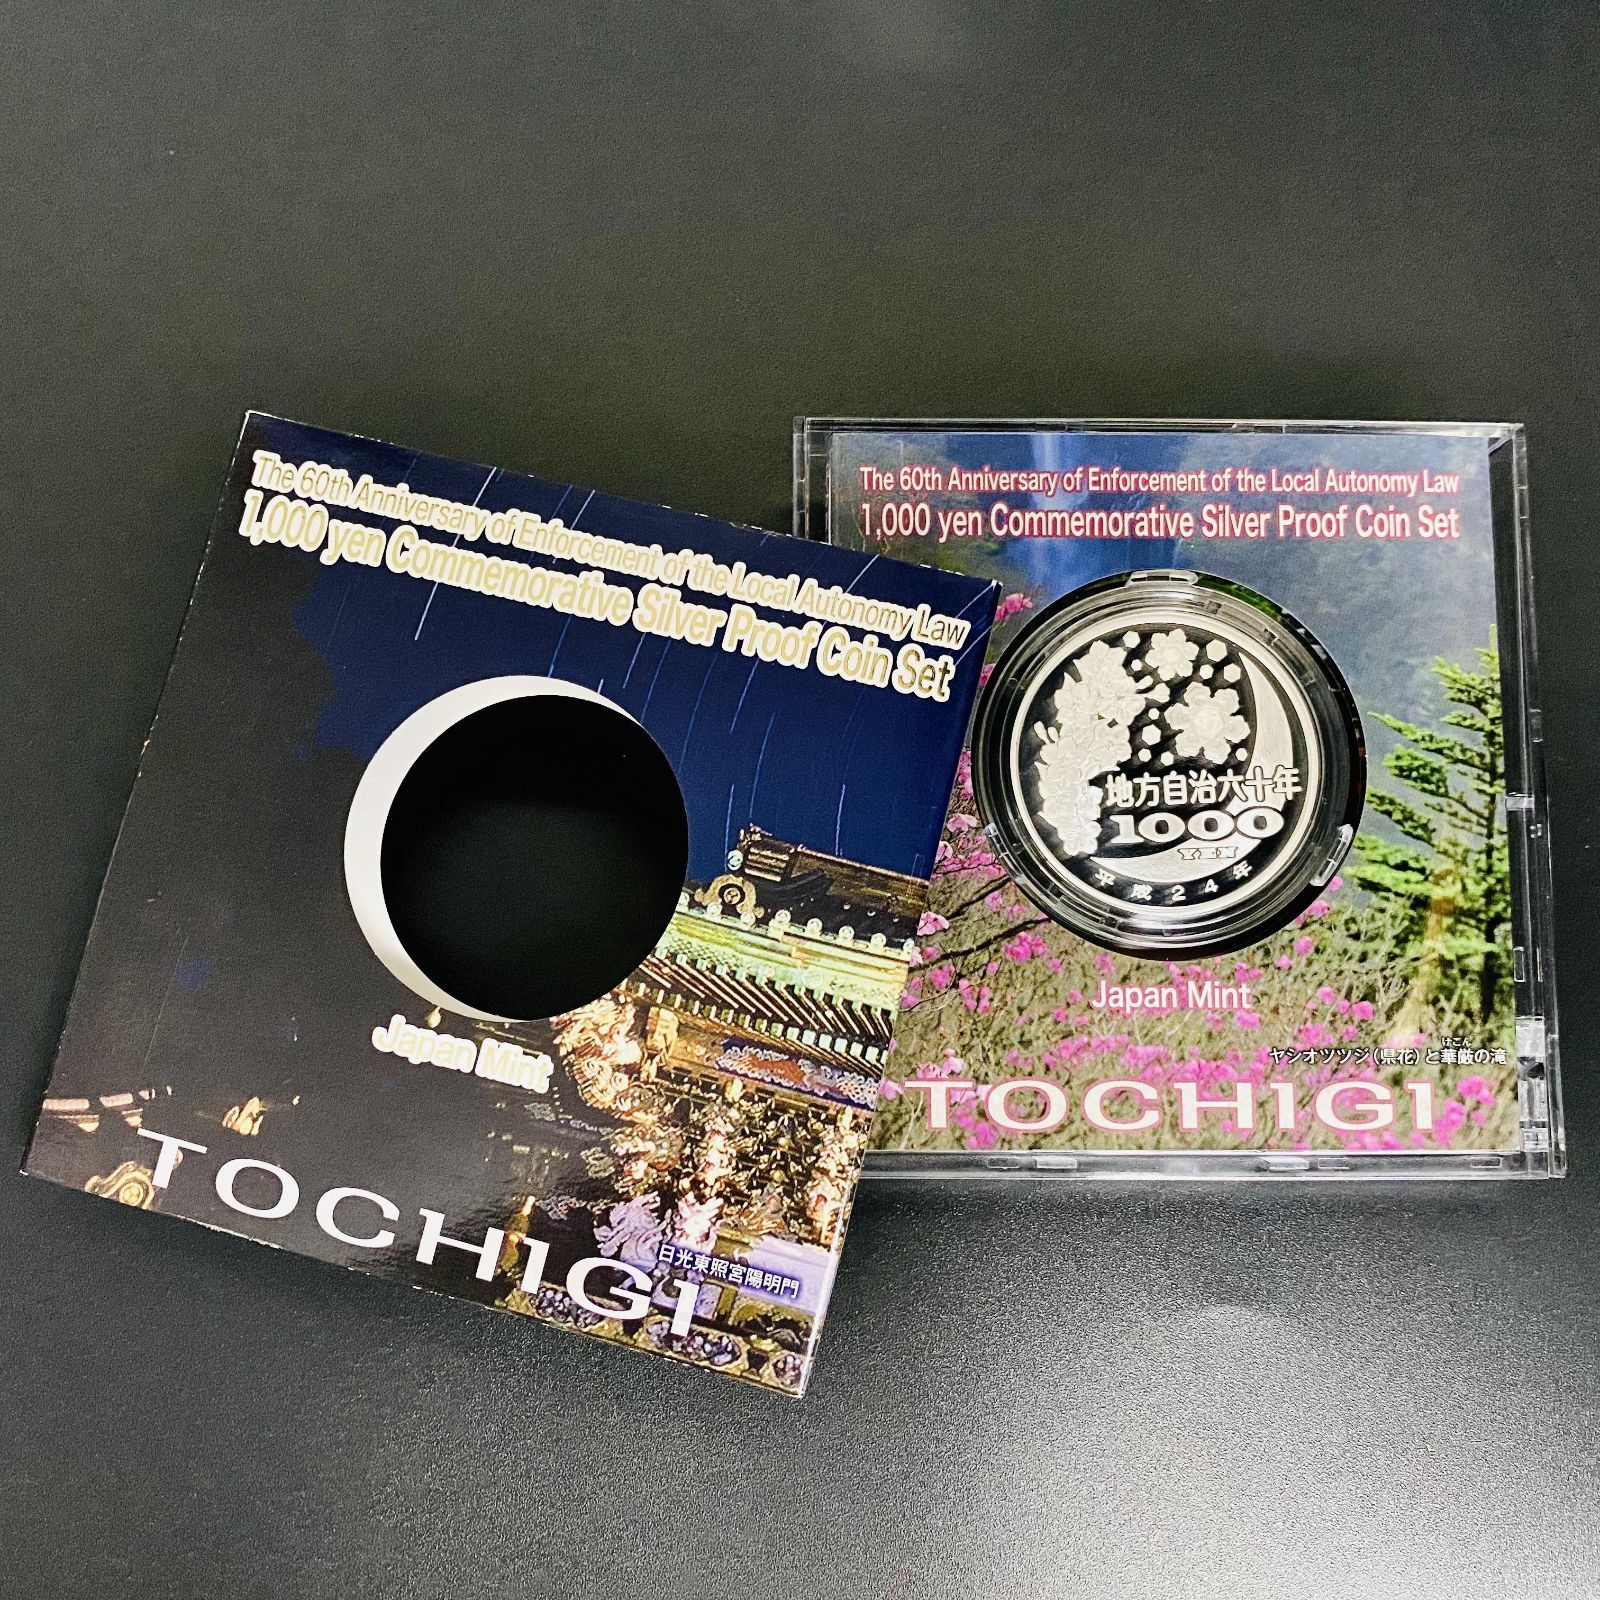 The 60th Anniversary of Enforcement of the Local Autonomy Law
1,000 yen Commemorative Silver Proof Coin Set
Japan Mint
TOCHIGI
日光東照宮陽明門
The 60th Anniversary of Enforcement of the Local Autonomy Law
1,000 yen Commemorative Silver Proof Coin Set
地方自治六十年
1000
YEN
平成24年
Japan Mint
けごん
ヤシオツツジ(県花)と華厳の滝
TOCHIGI